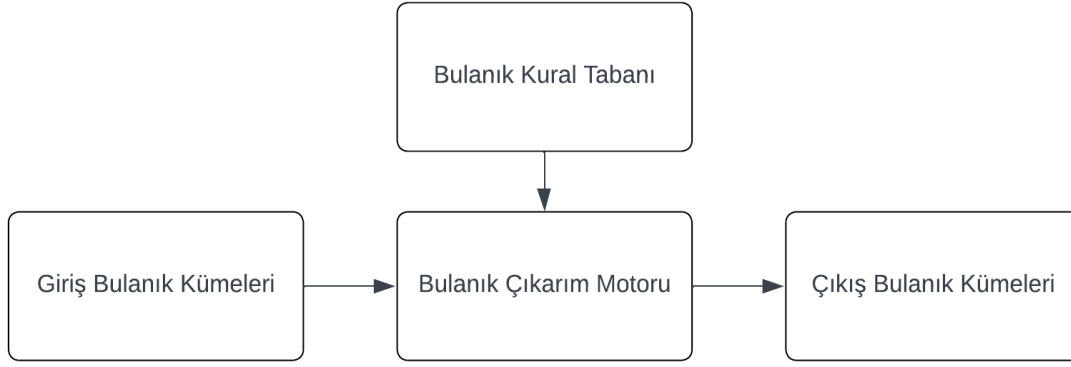 Bulanık Kural Tabanı
Giriş Bulanık Kümeleri
Bulanık Çıkarım Motoru
Çıkış Bulanık Kümeleri